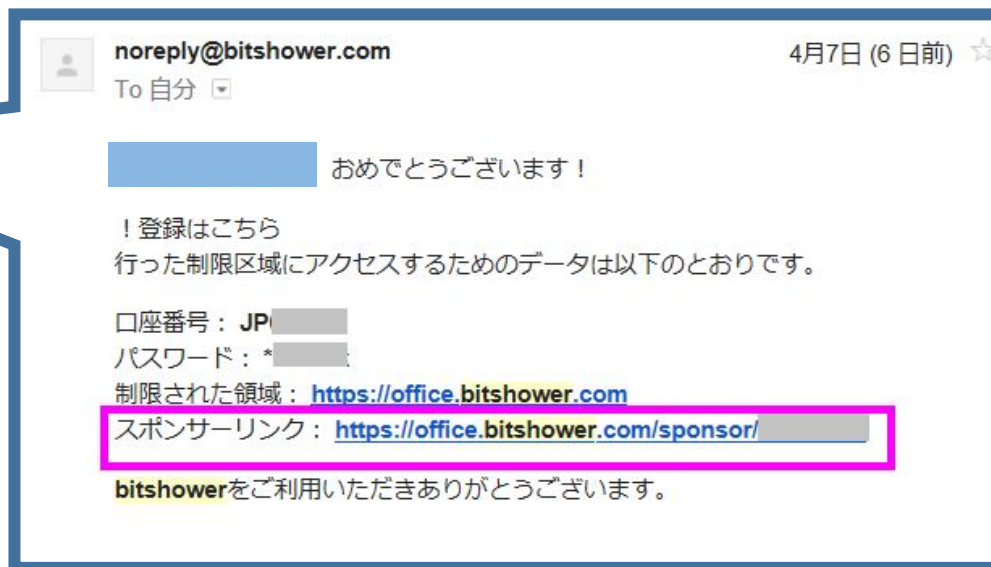 noreply@bitshower.com
4月7日 (6 日前)
To 自分
おめでとうございます！
！登録はこちら
行った制限区域にアクセスするためのデータは以下のとおりです。
口座番号： JP
パスワード： *
制限された領域： https://office.bitshower.com
スポンサーリンク： https://office.bitshower.com/sponsor/
bitshowerをご利用いただきありがとうございます。